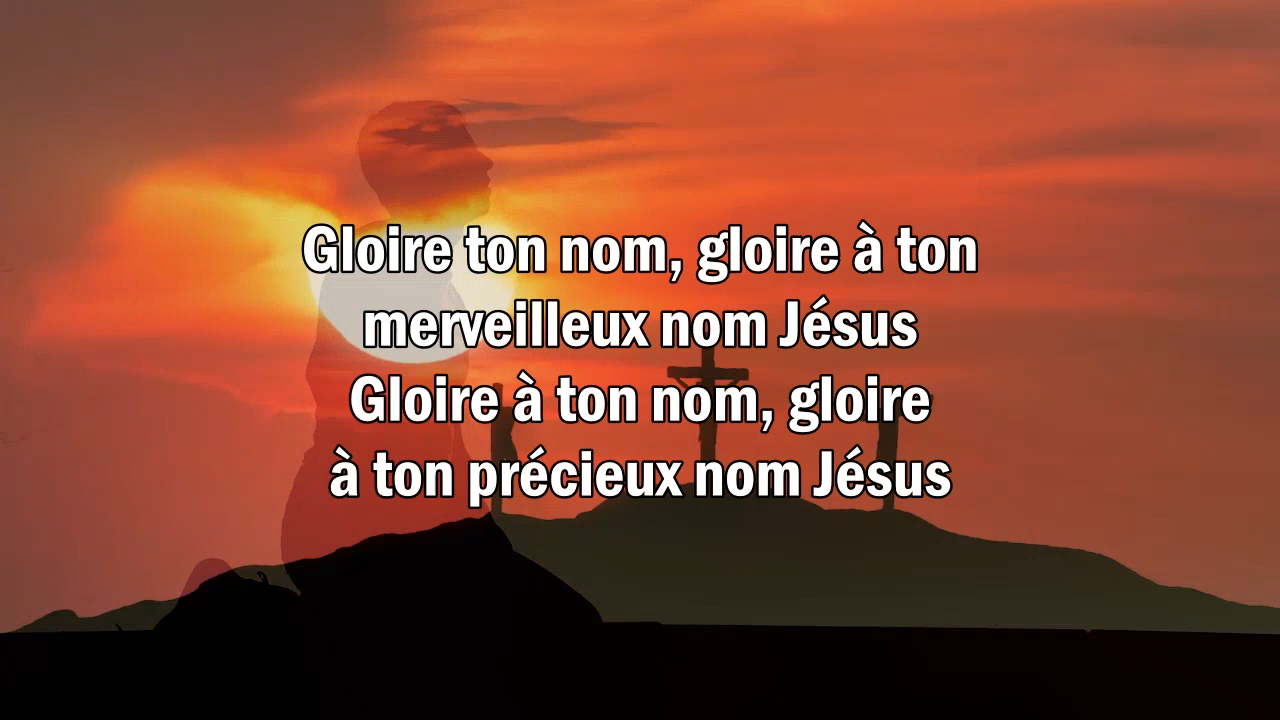 Gloire ton nom, gloire à ton
merveilleux nom Jésus
Gloire à ton nom, gloire
à ton précieux nom Jésus